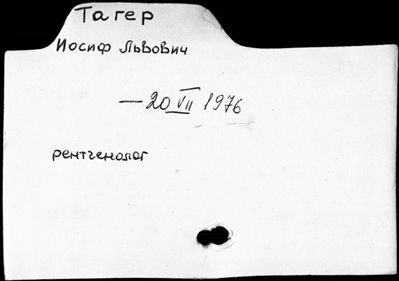 Тагер
Иосиф Львович
— 20 VII 1976
рентгенолог